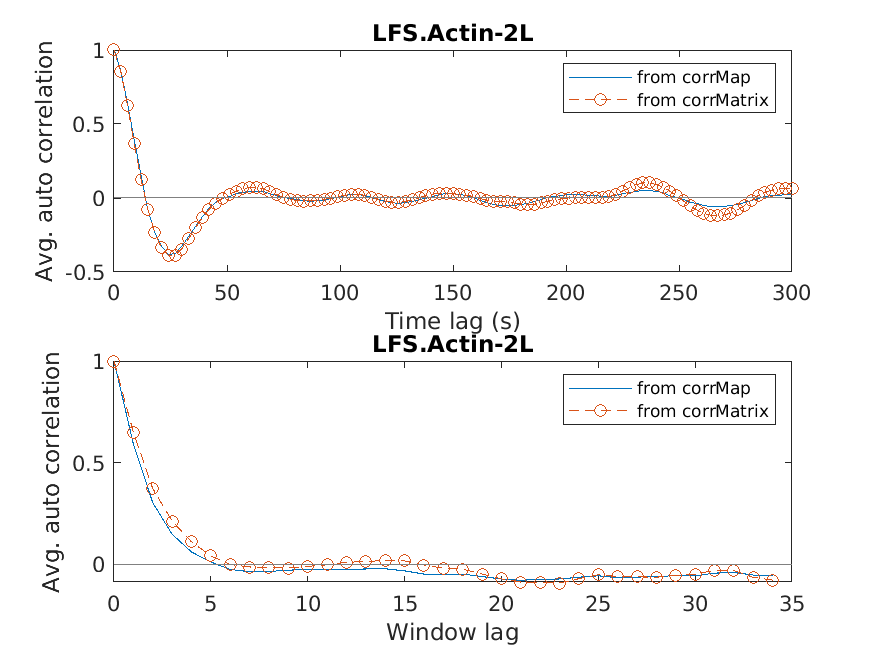 LFS.Actin-2L
1
0.5
0
-0.5
Avg. auto correlation
from corrMap
from corrMatrix
0 50 100 150 200 250 300
Time lag (s)
LFS.Actin-2L
1
0.5
0
Avg. auto correlation
from corrMap
from corrMatrix
0 5 10 15 20 25 30 35
Window lag